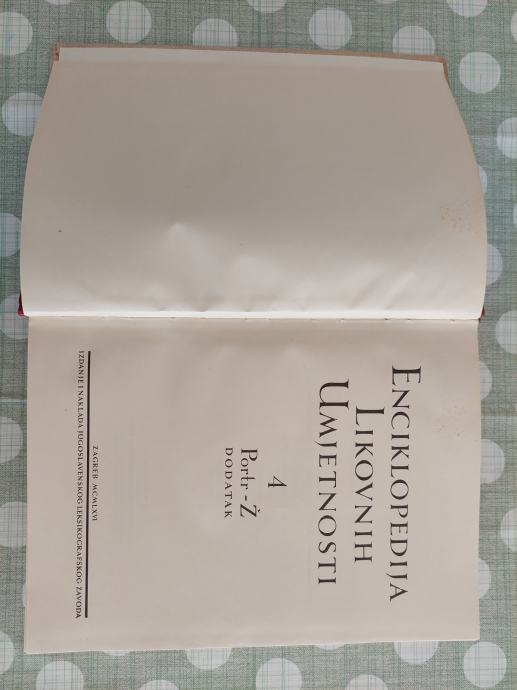 ENCIKLOPEDIJA
LIKOVNIH
UMJETNOSTI
4
Portr-Ž
DODATAK
ZAGREB MCMLXVI
IZDANJE I NAKLADA JUGOSLAVENSKOG LEKSIKOGRAFSKOG ZAVODA